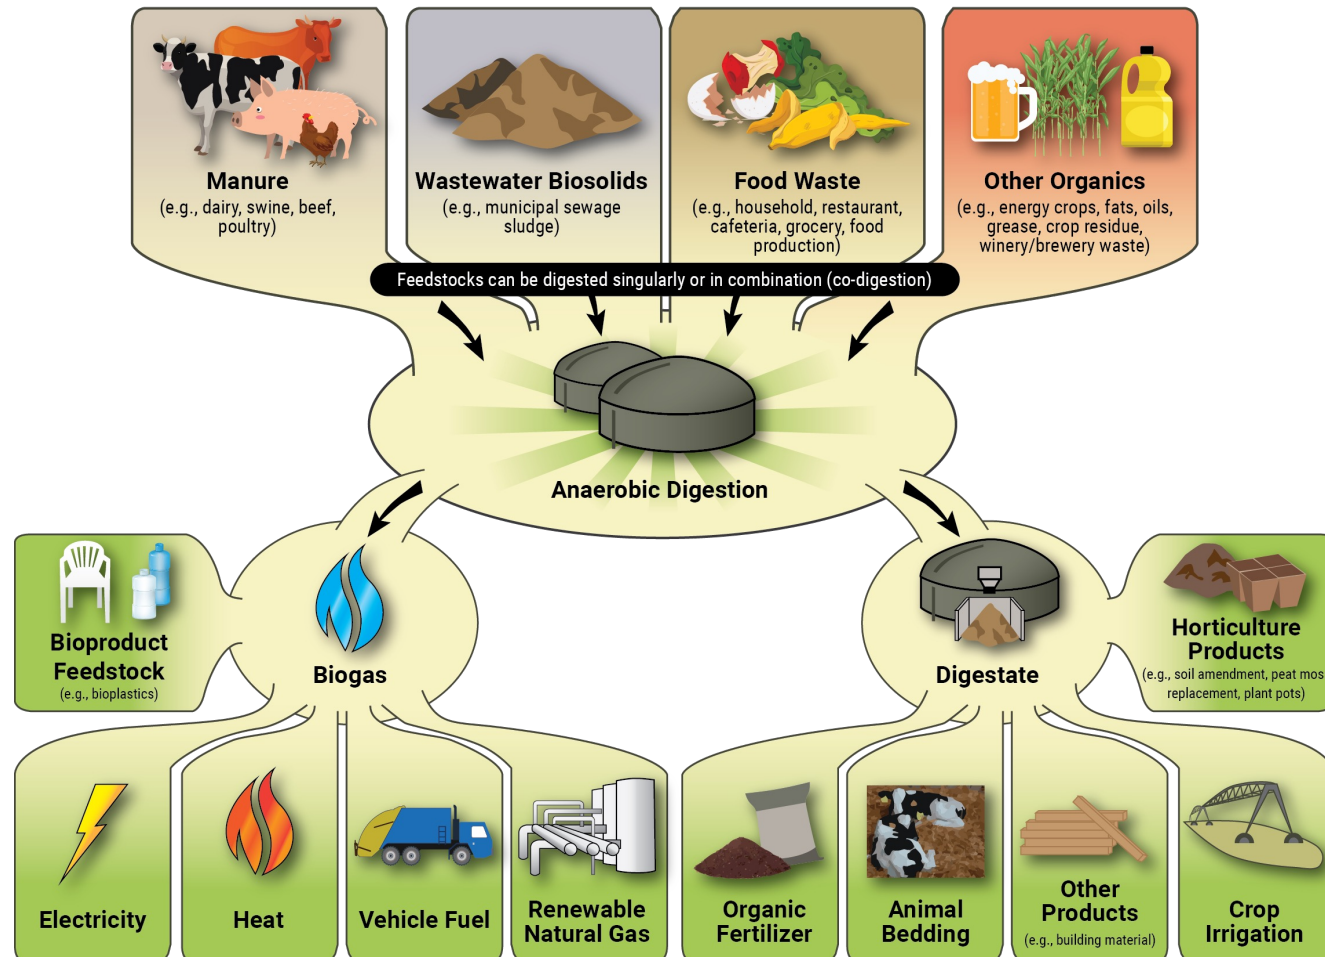 Manure
(e.g., dairy, swine, beef,
poultry)
Wastewater Biosolids
(e.g., municipal sewage
sludge)
Food Waste
(e.g., household, restaurant,
cafeteria, grocery, food
production)
Other Organics
(e.g., energy crops, fats, oils,
grease, crop residue,
winery/brewery waste)
Feedstocks can be digested singularly or in combination (co-digestion)
Anaerobic Digestion
Bioproduct
Feedstock
(e.g., bioplastics)
Biogas
Digestate
Horticulture
Products
(e.g., soil amendment, peat mos
replacement, plant pots)
Electricity
Heat
Vehicle Fuel
Renewable
Natural Gas
Organic
Fertilizer
Animal
Bedding
Other
Products
(e.g., building material)
Crop
Irrigation